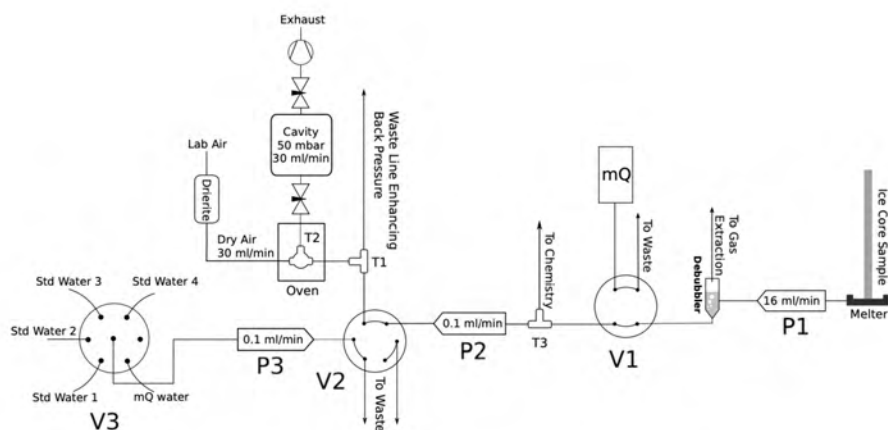 Exhaust
Cavity
50 mbar
30 ml/min
Lab Air
Drierite
Dry Air
30 ml/min
T2
Oven
T1
Waste Line Enhancing
Back Pressure
mQ
To Waste
To Chemistry
To Gas
Extraction
Debubbler
Ice Core Sample
16 ml/min
Melter
P1
V1
T3
0.1 ml/min
P2
V2
To Waste
0.1 ml/min
P3
Std Water 3
Std Water 4
Std Water 2
Std Water 1
mQ water
V3